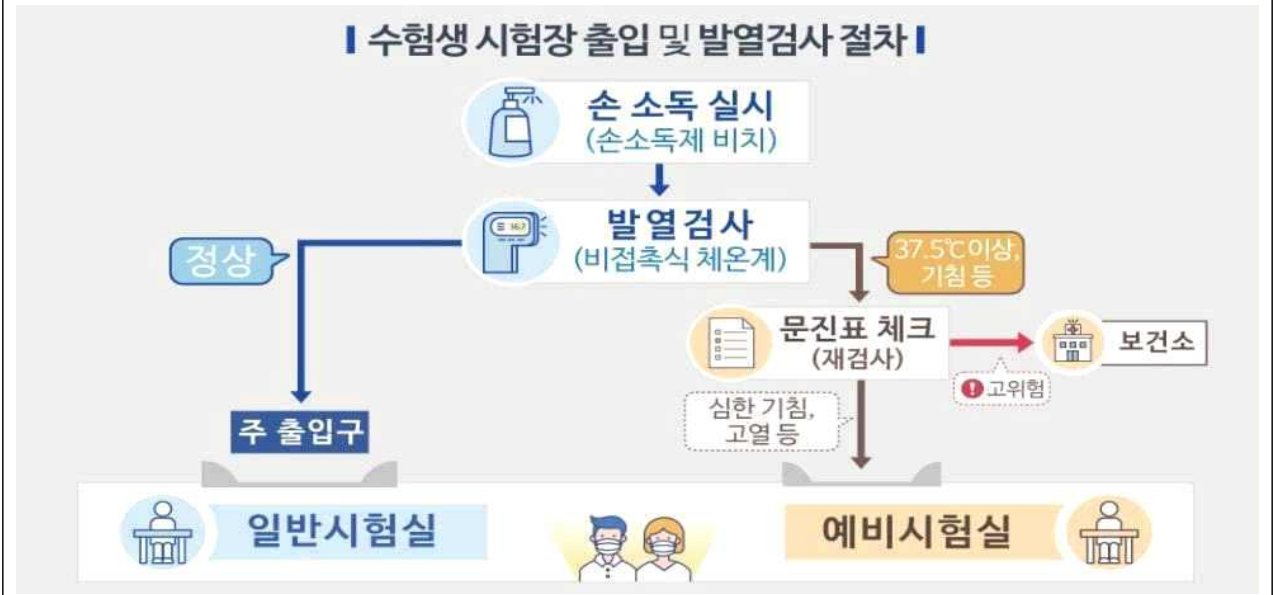 수험생 시험장 출입 및 발열검사 절차
손 소독 실시
(손소독제 비치)
발열검사
(비접촉식 체온계)
정상
37.5℃이상,
기침 등
문진표 체크
(재검사)
보건소
고위험
심한 기침,
고열 등
주 출입구
일반시험실
예비시험실